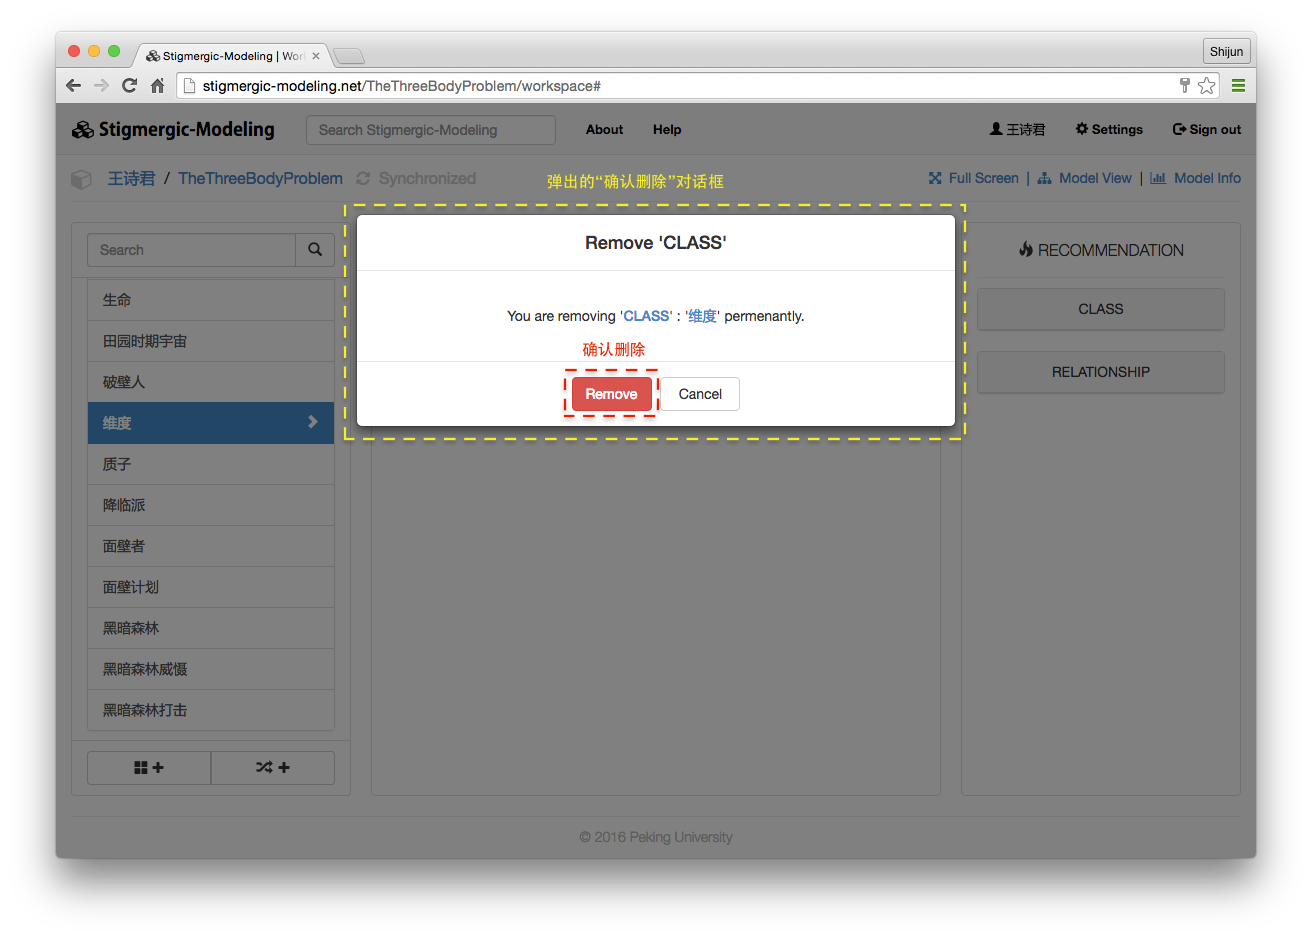 Stigmergic-Modeling | Wor
Shijun
stigmergic-modeling.net/TheThreeBodyProblem/workspace#
Stigmergic-Modeling
Search Stigmergic-Modeling
About
Help
王诗君
Settings
Sign out
王诗君 / TheThreeBodyProblem
Synchronized
弹出的“确认删除”对话框
Full Screen | Model View | Model Info
Search
生命
田园时期宇宙
破壁人
维度
质子
降临派
面壁者
面壁计划
黑暗森林
黑暗森林威慑
黑暗森林打击
Remove 'CLASS'
You are removing 'CLASS' : '维度' permenantly.
确认删除
Remove
Cancel
RECOMMENDATION
CLASS
RELATIONSHIP
© 2016 Peking University